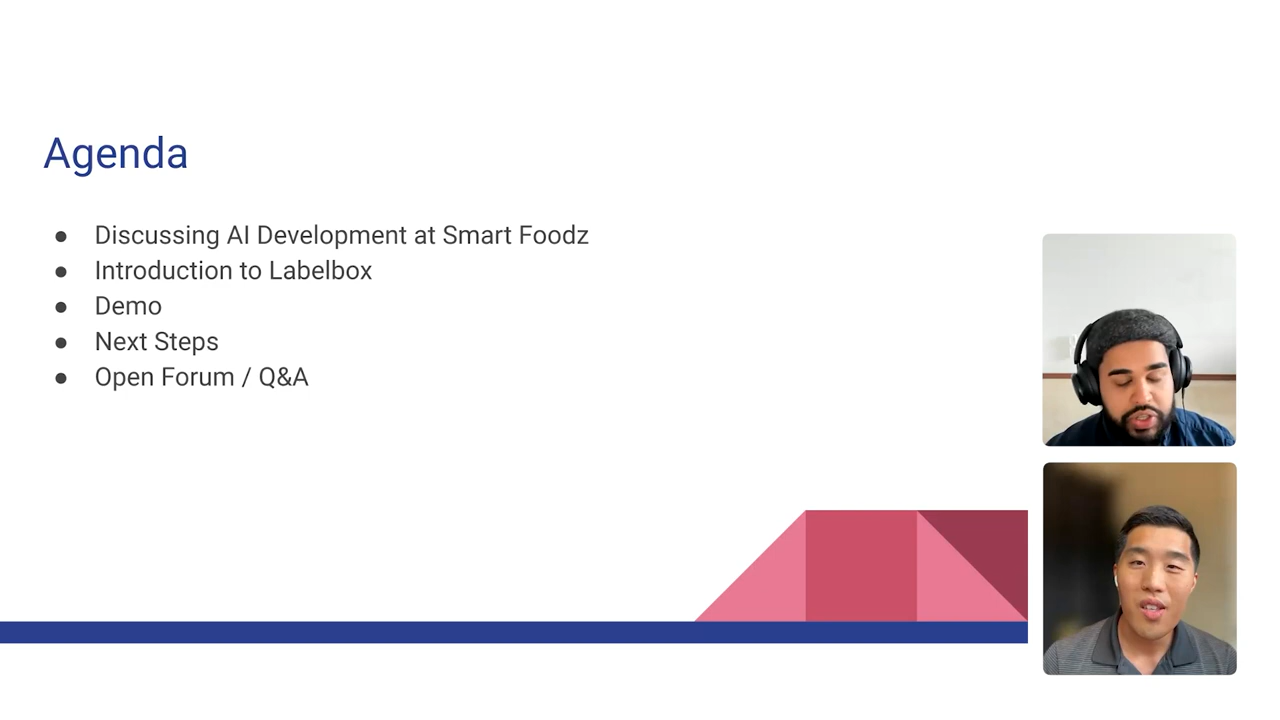 Agenda
● Discussing AI Development at Smart Foodz
● Introduction to Labelbox
● Demo
● Next Steps
● Open Forum / Q&A